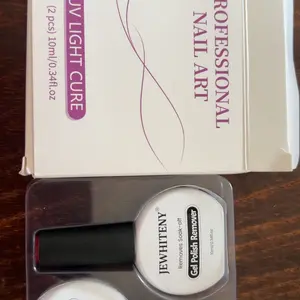 PROFESSIONAL
NAIL ART
UV LIGHT CURE
(2 pcs) 10ml/0.34fl.oz
JEWHITENY®
Removes Soak-off
Gel Polish Remover